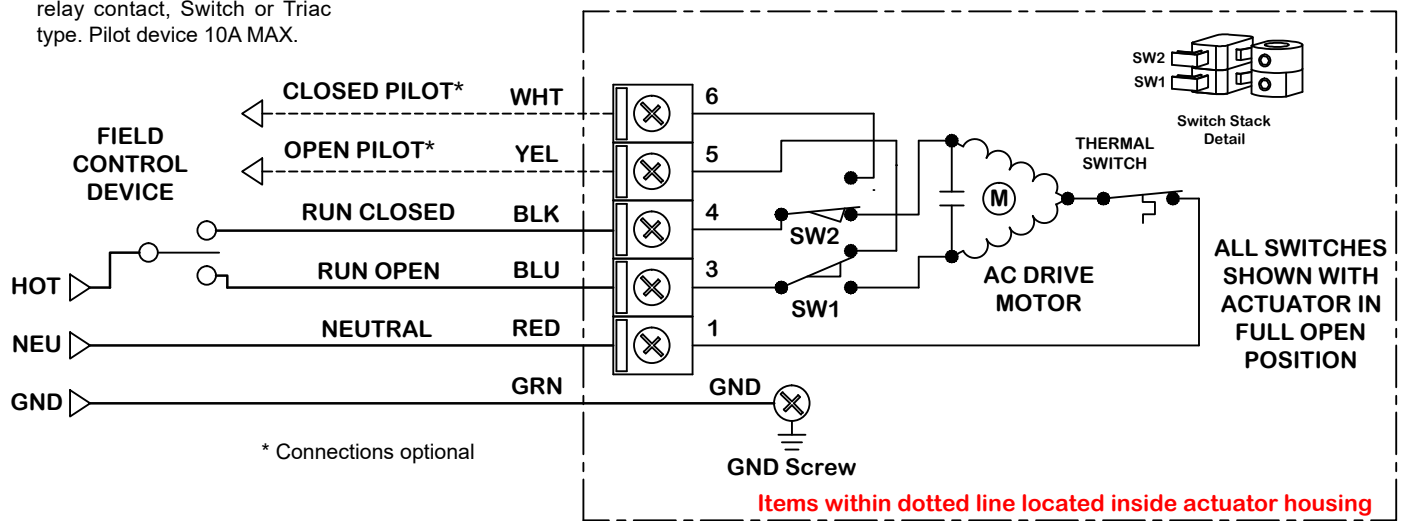 relay contact, Switch or Triac
type. Pilot device 10A MAX.
CLOSED PILOT* WHT 6
OPEN PILOT* YEL 5
FIELD
CONTROL
DEVICE
RUN CLOSED BLK 4
RUN OPEN BLU 3
HOT
NEUTRAL RED 1
NEU
GRN GND
GND
* Connections optional
GND Screw
SW2
SW1
SW2
SW1
Switch Stack
Detail
THERMAL
SWITCH
M
AC DRIVE
MOTOR
ALL SWITCHES
SHOWN WITH
ACTUATOR IN
FULL OPEN
POSITION
Items within dotted line located inside actuator housing